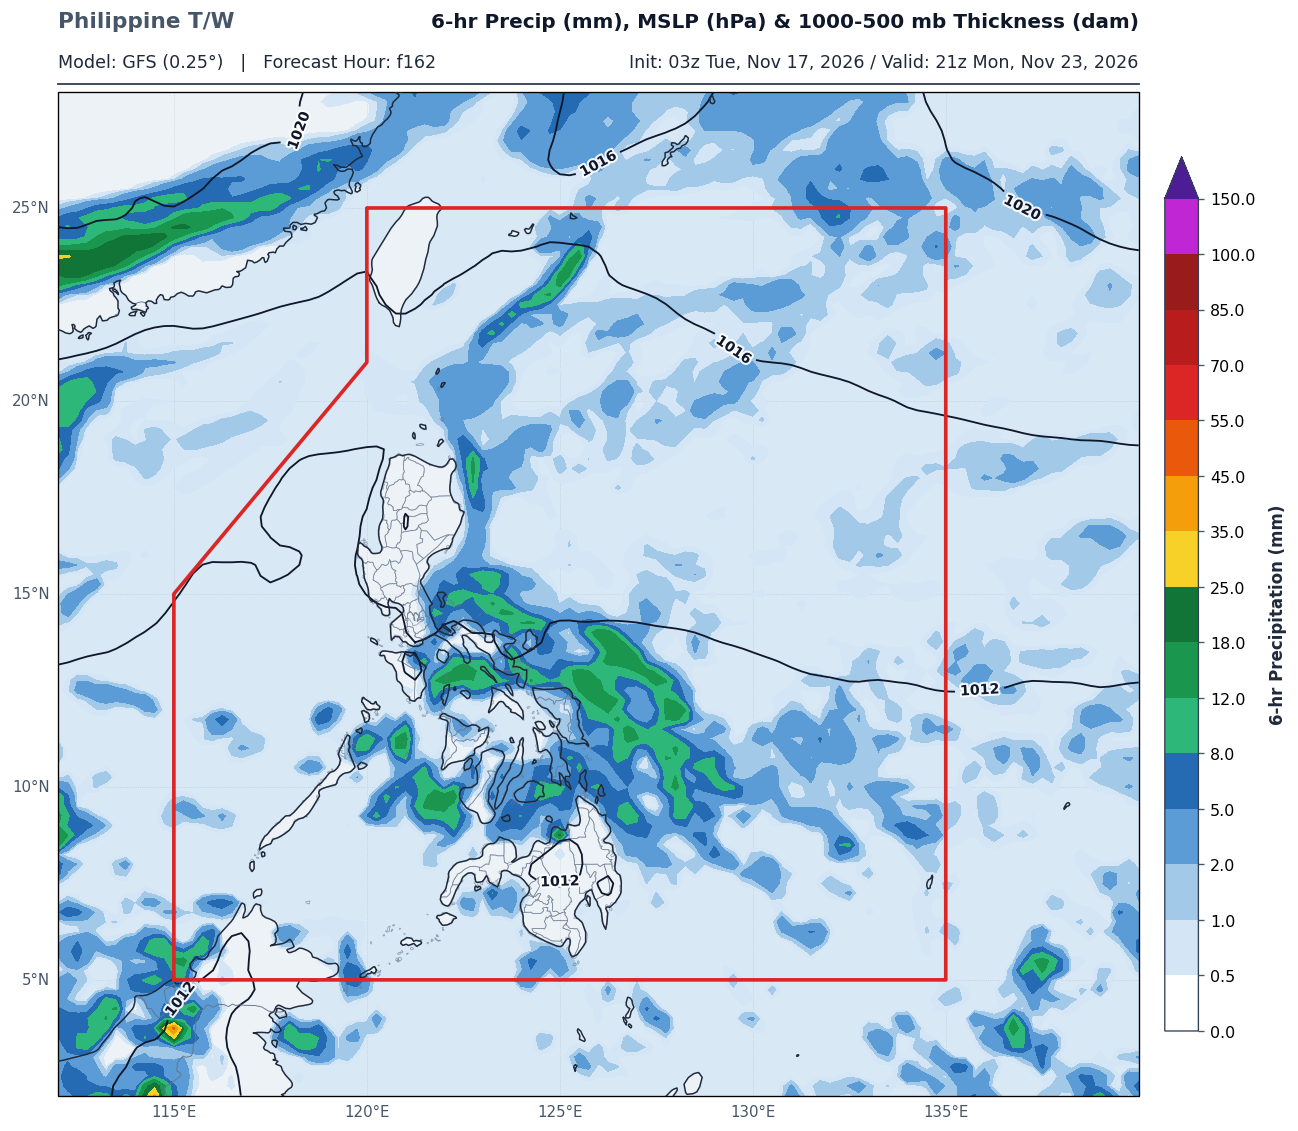 Philippine T/W
6-hr Precip (mm), MSLP (hPa) & 1000-500 mb Thickness (dam)
Model: GFS (0.25°) | Forecast Hour: f162
Init: 03z Tue, Nov 17, 2026 / Valid: 21z Mon, Nov 23, 2026
1020
1016
1020
1016
1012
1012
1012
25°N
20°N
15°N
10°N
5°N
115°E
120°E
125°E
130°E
135°E
150.0
100.0
85.0
70.0
55.0
45.0
35.0
25.0
18.0
12.0
8.0
5.0
2.0
1.0
0.5
0.0
6-hr Precipitation (mm)